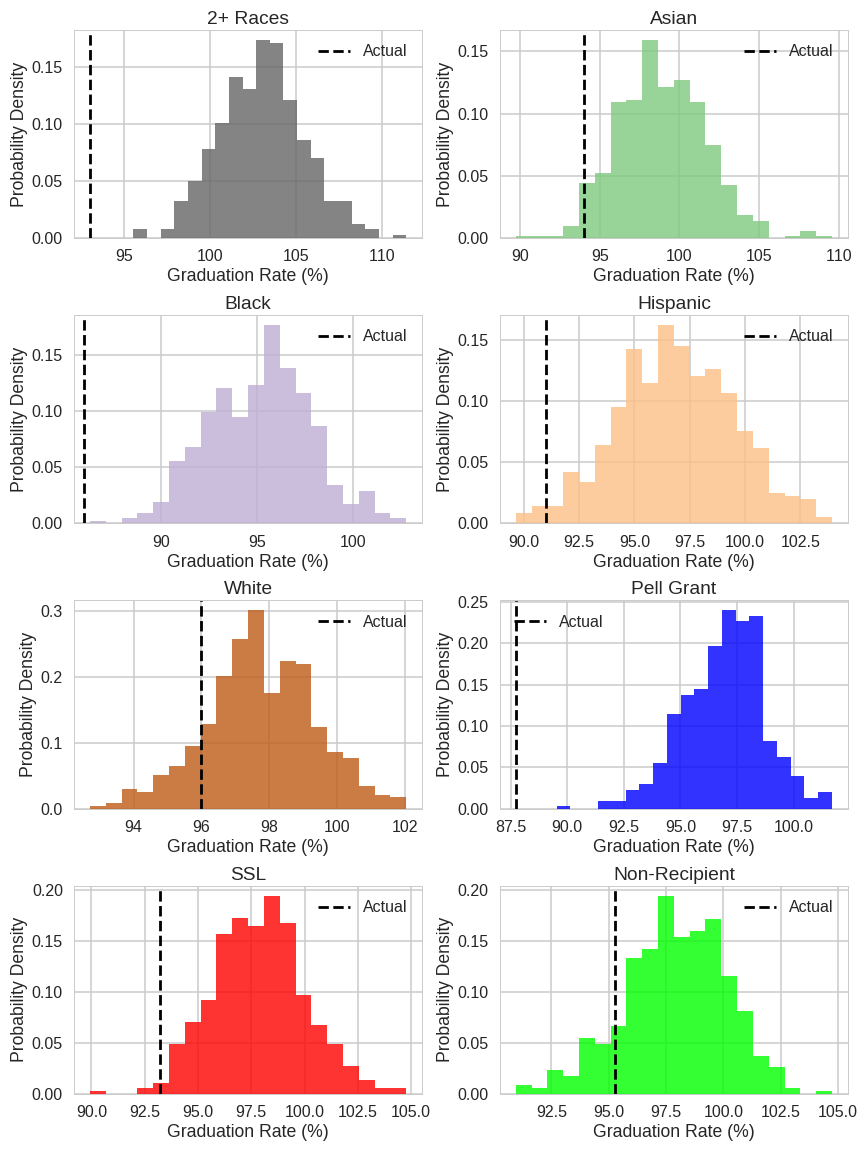 2+ Races
Asian
Probability Density
0.15
0.10
0.05
0.00
Actual
95
100
105
110
Graduation Rate (%)
Probability Density
0.15
0.10
0.05
0.00
Actual
90
95
100
105
110
Graduation Rate (%)
Black
Hispanic
Probability Density
0.15
0.10
0.05
0.00
Actual
90
95
100
Graduation Rate (%)
Probability Density
0.15
0.10
0.05
0.00
Actual
90.0
92.5
95.0
97.5
100.0
102.5
Graduation Rate (%)
White
Pell Grant
Probability Density
0.3
0.2
0.1
0.0
Actual
94
96
98
100
102
Graduation Rate (%)
Probability Density
0.25
0.20
0.15
0.10
0.05
0.00
Actual
87.5
90.0
92.5
95.0
97.5
100.0
Graduation Rate (%)
SSL
Non-Recipient
Probability Density
0.20
0.15
0.10
0.05
0.00
Actual
90.0
92.5
95.0
97.5
100.0
102.5
105.0
Graduation Rate (%)
Probability Density
0.20
0.15
0.10
0.05
0.00
Actual
92.5
95.0
97.5
100.0
102.5
105.0
Graduation Rate (%)